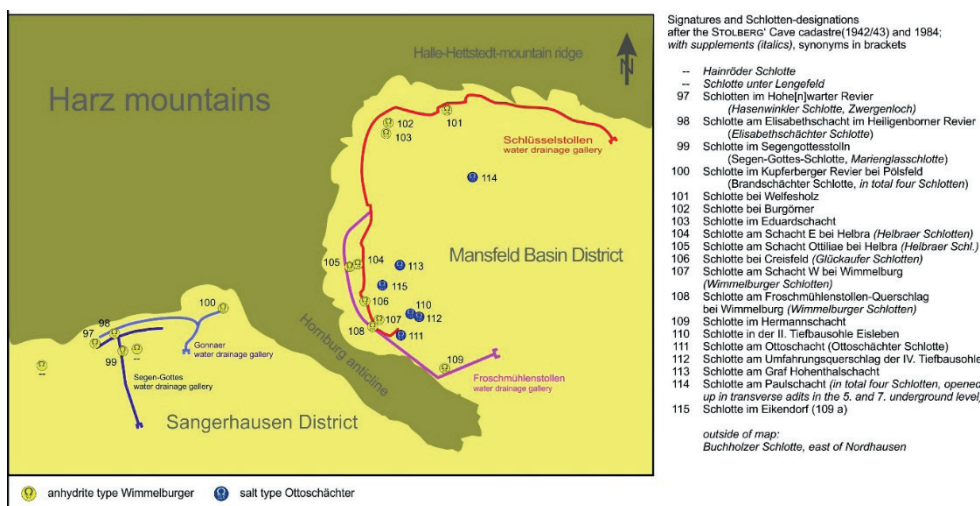 Harz mountains
Halle-Hettstedt-mountain ridge
N
102
103
101
Schlüsselstollen
water drainage gallery
114
Mansfeld Basin District
105
104
113
115
106
110
107
112
108
111
109
Froschmühlenstollen
water drainage gallery
Hornburg anticline
100
98
97
99
--
--
Gonnaer
water drainage gallery
Segen-Gottes
water drainage gallery
Sangerhausen District
anhydrite type Wimmelburger
salt type Ottoschächter
Signatures and Schlotten-designations
after the STOLBERG' Cave cadastre(1942/43) and 1984;
with supplements (italics), synonyms in brackets
-- Hainröder Schlotte
-- Schlotte unter Lengefeld
97 Schlotten im Hohe[n]warter Revier
(Hasenwinkler Schlotte, Zwergenloch)
98 Schlotte am Elisabethschacht im Heiligenborner Revier
(Elisabethschächter Schlotte)
99 Schlotte im Segengottesstolln
(Segen-Gottes-Schlotte, Marienglasschlotte)
100 Schlotte im Kupferberger Revier bei Pölsfeld
(Brandschächter Schlotte, in total four Schlotten)
101 Schlotte bei Welfesholz
102 Schlotte bei Burgörner
103 Schlotte im Eduardschacht
104 Schlotte am Schacht E bei Helbra (Helbraer Schlotten)
105 Schlotte am Schacht Ottiliae bei Helbra (Helbraer Schl.)
106 Schlotte bei Creisfeld (Glückaufer Schlotten)
107 Schlotte am Schacht W bei Wimmelburg
(Wimmelburger Schlotten)
108 Schlotte am Froschmühlenstollen-Querschlag
bei Wimmelburg (Wimmelburger Schlotten)
109 Schlotte im Hermannschacht
110 Schlotte in der II. Tiefbausohle Eisleben
111 Schlotte am Ottoschacht (Ottoschächter Schlotte)
112 Schlotte am Umfahrungsquerschlag der IV. Tiefbausohle
113 Schlotte am Graf Hohenthalschacht
114 Schlotte am Paulschacht (in total four Schlotten, opened
up in transverse adits in the 5. and 7. underground level)
115 Schlotte im Eikendorf (109 a)
outside of map:
Buchholzer Schlotte, east of Nordhausen